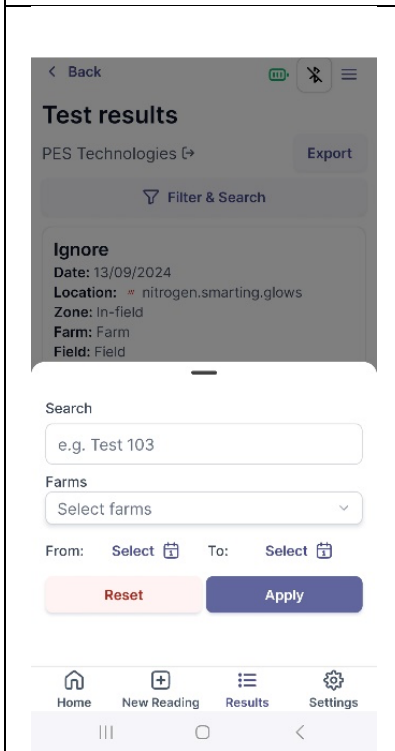 Back
Test results
PES Technologies
Export
Filter & Search
Ignore
Date: 13/09/2024
Location: /// nitrogen.smarting.glows
Zone: In-field
Farm: Farm
Field: Field
Search
e.g. Test 103
Farms
Select farms
From: Select To: Select
Reset Apply
Home New Reading Results Settings